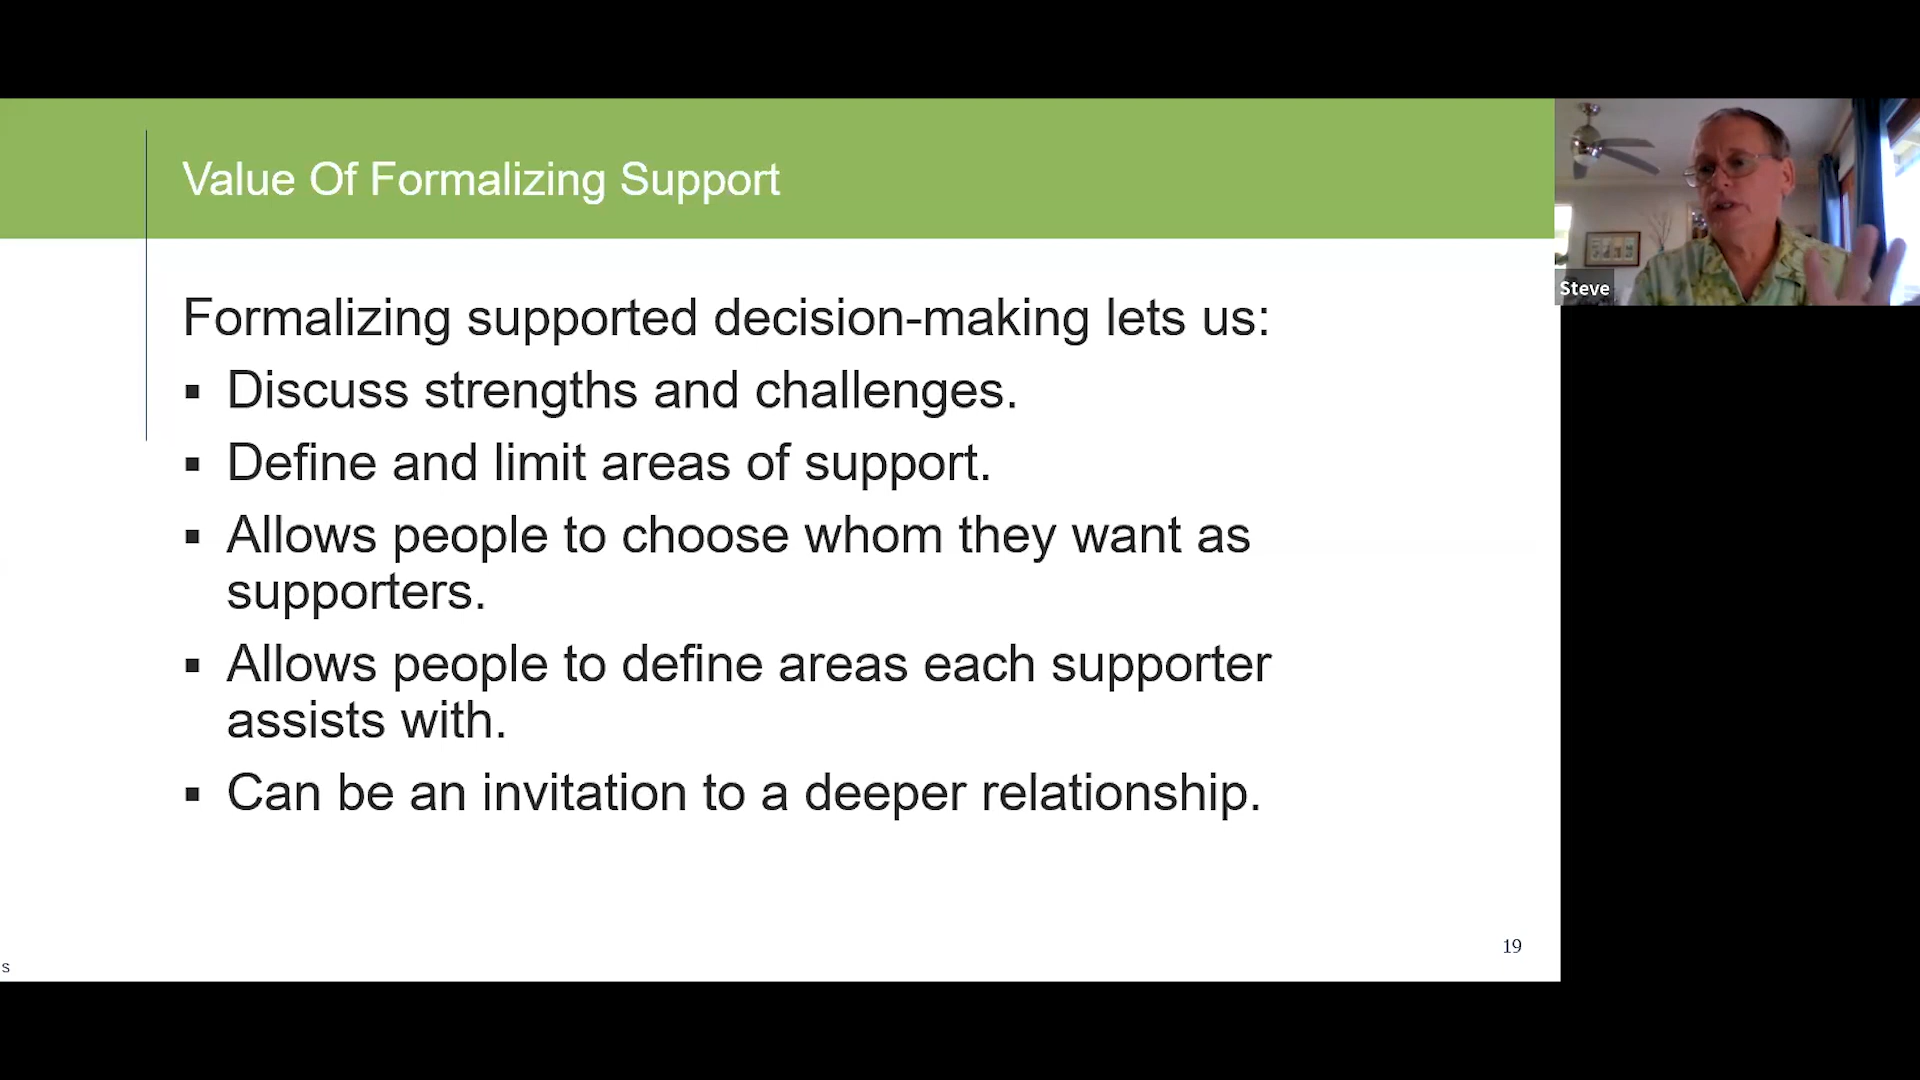 Value Of Formalizing Support
Steve
Formalizing supported decision-making lets us:
▪ Discuss strengths and challenges.
▪ Define and limit areas of support.
▪ Allows people to choose whom they want as
supporters.
▪ Allows people to define areas each supporter
assists with.
▪ Can be an invitation to a deeper relationship.
19
s